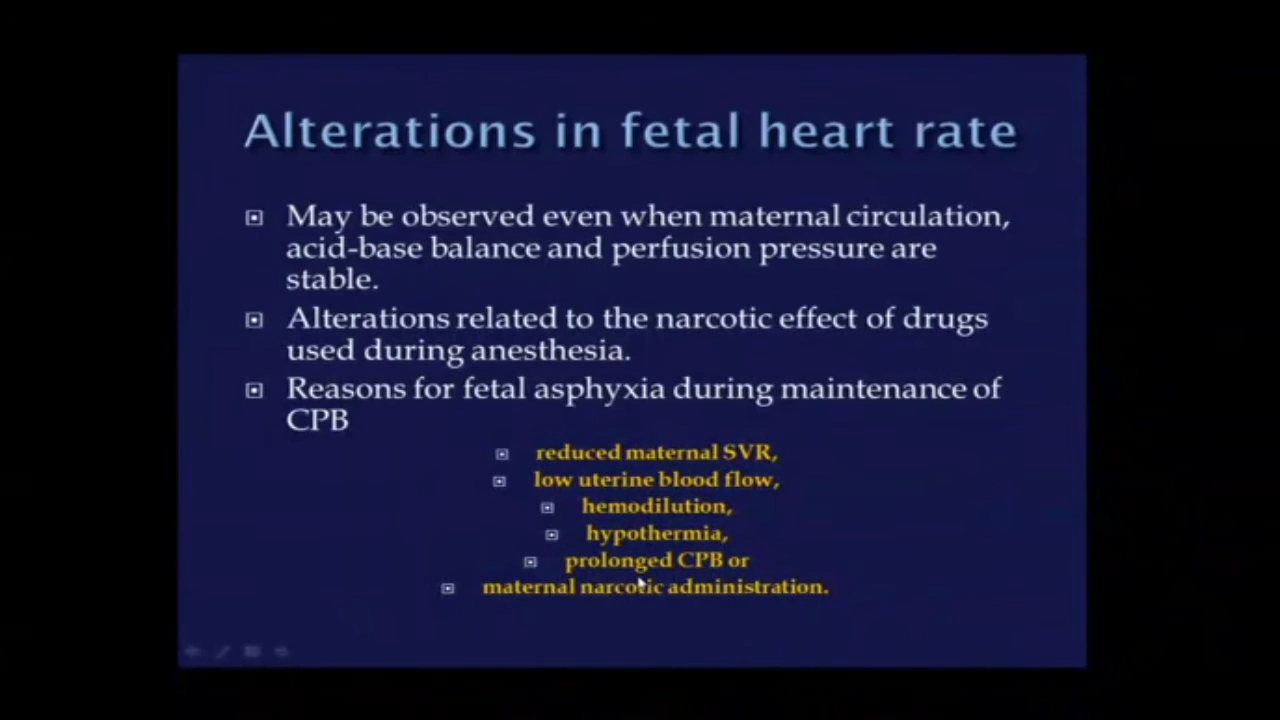 Alterations in fetal heart rate
May be observed even when maternal circulation,
acid-base balance and perfusion pressure are
stable.
Alterations related to the narcotic effect of drugs
used during anesthesia.
Reasons for fetal asphyxia during maintenance of
CPB
reduced maternal SVR,
low uterine blood flow,
hemodilution,
hypothermia,
prolonged CPB or
maternal narcotic administration.